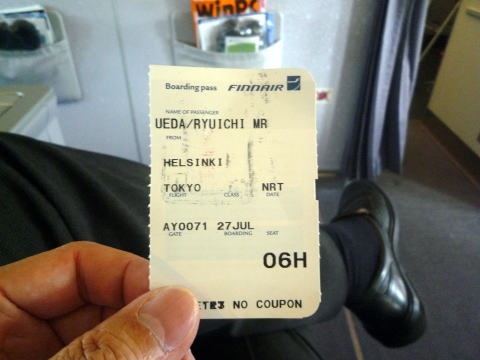 WinPC
Boarding pass FINNAIR
NAME OF PASSENGER
UEDA/RYUICHI MR
FROM
HELSINKI
TOKYO NRT
FLIGHT CLASS DATE
AY0071 27JUL
GATE BOARDING SEAT
06H
NO COUPON